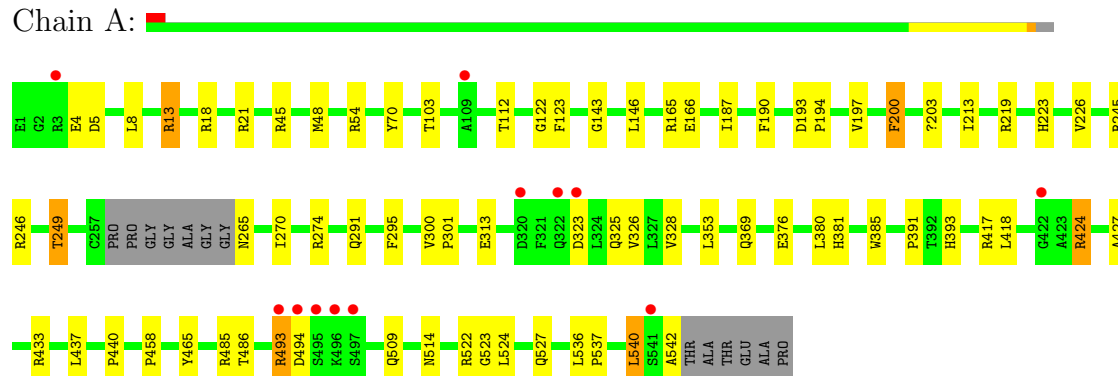 Chain A:
E1 G2 R3 E4 D5 L8 R13 R18 R21 R45 M48 R54 Y70 T103 A109 T112 G122 F123 G143 L146 R165 E166 I187 F190 D193 P194 V197 F200 ?203 I213 R219 H223 V226
R246 T249 C257 PRO PRO GLY GLY ALA GLY GLY N265 I270 R274 Q291 F295 V300 P301 E313 D320 F321 Q322 D323 L324 Q325 V326 L327 V328 L353 Q369 E376 L380 H381 W385 P391 T392 H393 R417 L418 G422 A423 R424
R433 L437 P440 P458 Y465 R485 T486 R493 D494 S495 K496 S497 Q509 N514 R522 G523 L524 Q527 L536 P537 L540 S541 A542 THR ALA THR GLU ALA PRO